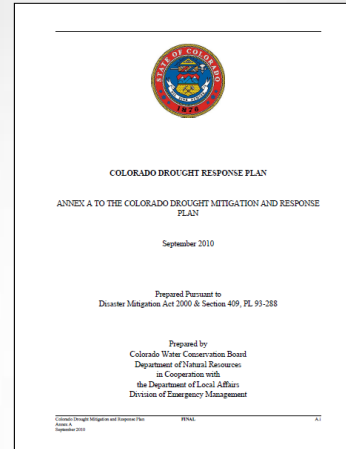 STATE OF COLORADO
1876
COLORADO DROUGHT RESPONSE PLAN
ANNEX A TO THE COLORADO DROUGHT MITIGATION AND RESPONSE
PLAN
September 2010
Prepared Pursuant to
Disaster Mitigation Act 2000 & Section 409, PL 93-288
Prepared by
Colorado Water Conservation Board
Department of Natural Resources
in Cooperation with
the Department of Local Affairs
Division of Emergency Management
Colorado Drought Mitigation and Response Plan FINAL A.i
Annex A
September 2010